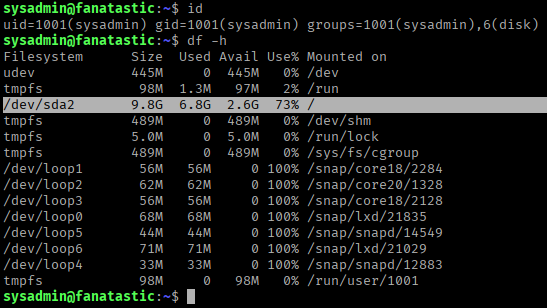 sysadmin@fanatastic:~$ id
uid=1001(sysadmin) gid=1001(sysadmin) groups=1001(sysadmin),6(disk)
sysadmin@fanatastic:~$ df -h
Filesystem      Size  Used Avail Use% Mounted on
udev            445M     0  445M   0% /dev
tmpfs            98M  1.3M   97M   2% /run
/dev/sda2       9.8G  6.8G  2.6G  73% /
tmpfs           489M     0  489M   0% /dev/shm
tmpfs           5.0M     0  5.0M   0% /run/lock
tmpfs           489M     0  489M   0% /sys/fs/cgroup
/dev/loop1       56M   56M     0 100% /snap/core18/2284
/dev/loop2       62M   62M     0 100% /snap/core20/1328
/dev/loop3       56M   56M     0 100% /snap/core18/2128
/dev/loop0       68M   68M     0 100% /snap/lxd/21835
/dev/loop5       44M   44M     0 100% /snap/snapd/14549
/dev/loop6       71M   71M     0 100% /snap/lxd/21029
/dev/loop4       33M   33M     0 100% /snap/snapd/12883
tmpfs            98M     0   98M   0% /run/user/1001
sysadmin@fanatastic:~$